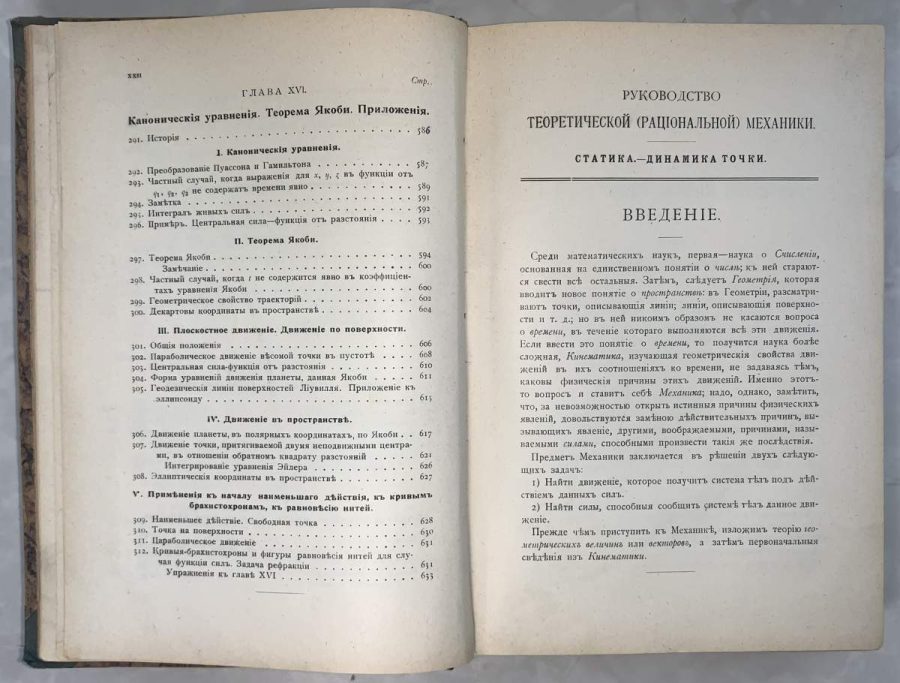 XXII
Стр.
ГЛАВА XVI.
Каноническія уравненія. Теорема Якоби. Приложенія.
291. Исторія . . . . . . . . . . 586
I. Каноническія уравненія.
292. Преобразованіе Пуассона и Гамильтона . . . . . . . . 587
293. Частный случай, когда выраженія для x, y, z въ функціи отъ
q₁, q₂, q₃ не содержатъ времени явно . . . . . . . . 589
294. Замѣтка . . . . . . . . . . 591
295. Интегралъ живыхъ силъ . . . . . . . . . . 592
296. Примѣръ. Центральная сила—функція отъ разстоянія . . . . 593
II. Теорема Якоби.
297. Теорема Якоби . . . . . . . . . . 594
Замѣчаніе . . . . . . . . . . 600
298. Частный случай, когда t не содержится явно въ коэффиціен-
тахъ уравненія Якоби . . . . . . . . . . 600
299. Геометрическое свойство траекторій . . . . . . . . 602
300. Декартовы координаты въ пространствѣ . . . . . . . . 604
III. Плоскостное движеніе. Движеніе по поверхности.
301. Общія положенія . . . . . . . . . . 606
302. Параболическое движеніе вѣсомой точки въ пустотѣ . . . . 608
303. Центральная сила-функція отъ разстоянія . . . . . . . . 610
304. Форма уравненій движенія планеты, данная Якоби . . . . 611
305. Геодезическія линіи поверхностей Ліувилля. Приложеніе къ
эллипсоиду . . . . . . . . . . 613
IV. Движеніе въ пространствѣ.
306. Движеніе планеты, въ полярныхъ координатахъ, по Якоби . . 617
307. Движеніе точки, притягиваемой двумя неподвижными центра-
ми, въ отношеніи обратномъ квадрату разстояній . . . . 621
Интегрированіе уравненія Эйлера . . . . . . . . 626
308. Эллиптическія координаты въ пространствѣ . . . . . . . . 627
V. Примѣненія къ началу наименьшаго дѣйствія, къ кривымъ
брахистохронамъ, къ равновѣсію нитей.
309. Наименьшее дѣйствіе. Свободная точка . . . . . . . . 628
310. Точка на поверхности . . . . . . . . . . 630
311. Параболическое движеніе . . . . . . . . . . 631
312. Кривыя-брахистохроны и фигуры равновѣсія нитей для слу-
чая функціи силъ. Задача рефракціи . . . . . . . . 631
Упражненія къ главѣ XVI . . . . . . . . . . 633
РУКОВОДСТВО
ТЕОРЕТИЧЕСКОЙ (РАЦІОНАЛЬНОЙ) МЕХАНИКИ.
СТАТИКА.—ДИНАМИКА ТОЧКИ.
ВВЕДЕНІЕ.
Среди математическихъ наукъ, первая—наука о Счисленіи,
основанная на единственномъ понятіи о числѣ; къ ней стараются
свести всѣ остальныя. Затѣмъ, слѣдуетъ Геометрія, которая
вводитъ новое понятіе о пространствѣ: въ Геометріи, разсматри-
ваютъ точки, описывающія линіи; линіи, описывающія поверхно-
сти и т. д.; но въ ней никоимъ образомъ не касаются вопроса
о времени, въ теченіе котораго выполняются всѣ эти движенія.
Если ввести это понятіе о времени, то получится наука болѣе
сложная, Кинематика, изучающая геометрическія свойства дви-
женій въ ихъ соотношеніяхъ ко времени, не задаваясь тѣмъ,
каковы физическія причины этихъ движеній. Именно этотъ-
то вопросъ и ставитъ себѣ Механика; надо, однако, замѣтить,
что, за невозможностью открыть истинныя причины физическихъ
явленій, довольствуются замѣною дѣйствительныхъ причинъ, вы-
зывающихъ явленіе, другими, воображаемыми, причинами, назы-
ваемыми силами, способными произвести такія же послѣдствія.
Предметъ Механики заключается въ рѣшеніи двухъ слѣдую-
щихъ задачъ:
1) Найти движеніе, которое получитъ система тѣлъ подъ дѣй-
ствіемъ данныхъ силъ.
2) Найти силы, способныя сообщить системѣ тѣлъ данное дви-
женіе.
Прежде чѣмъ приступить къ Механикѣ, изложимъ теорію гео-
метрическихъ величинъ или векторовъ, а затѣмъ первоначальныя
свѣдѣнія изъ Кинематики.